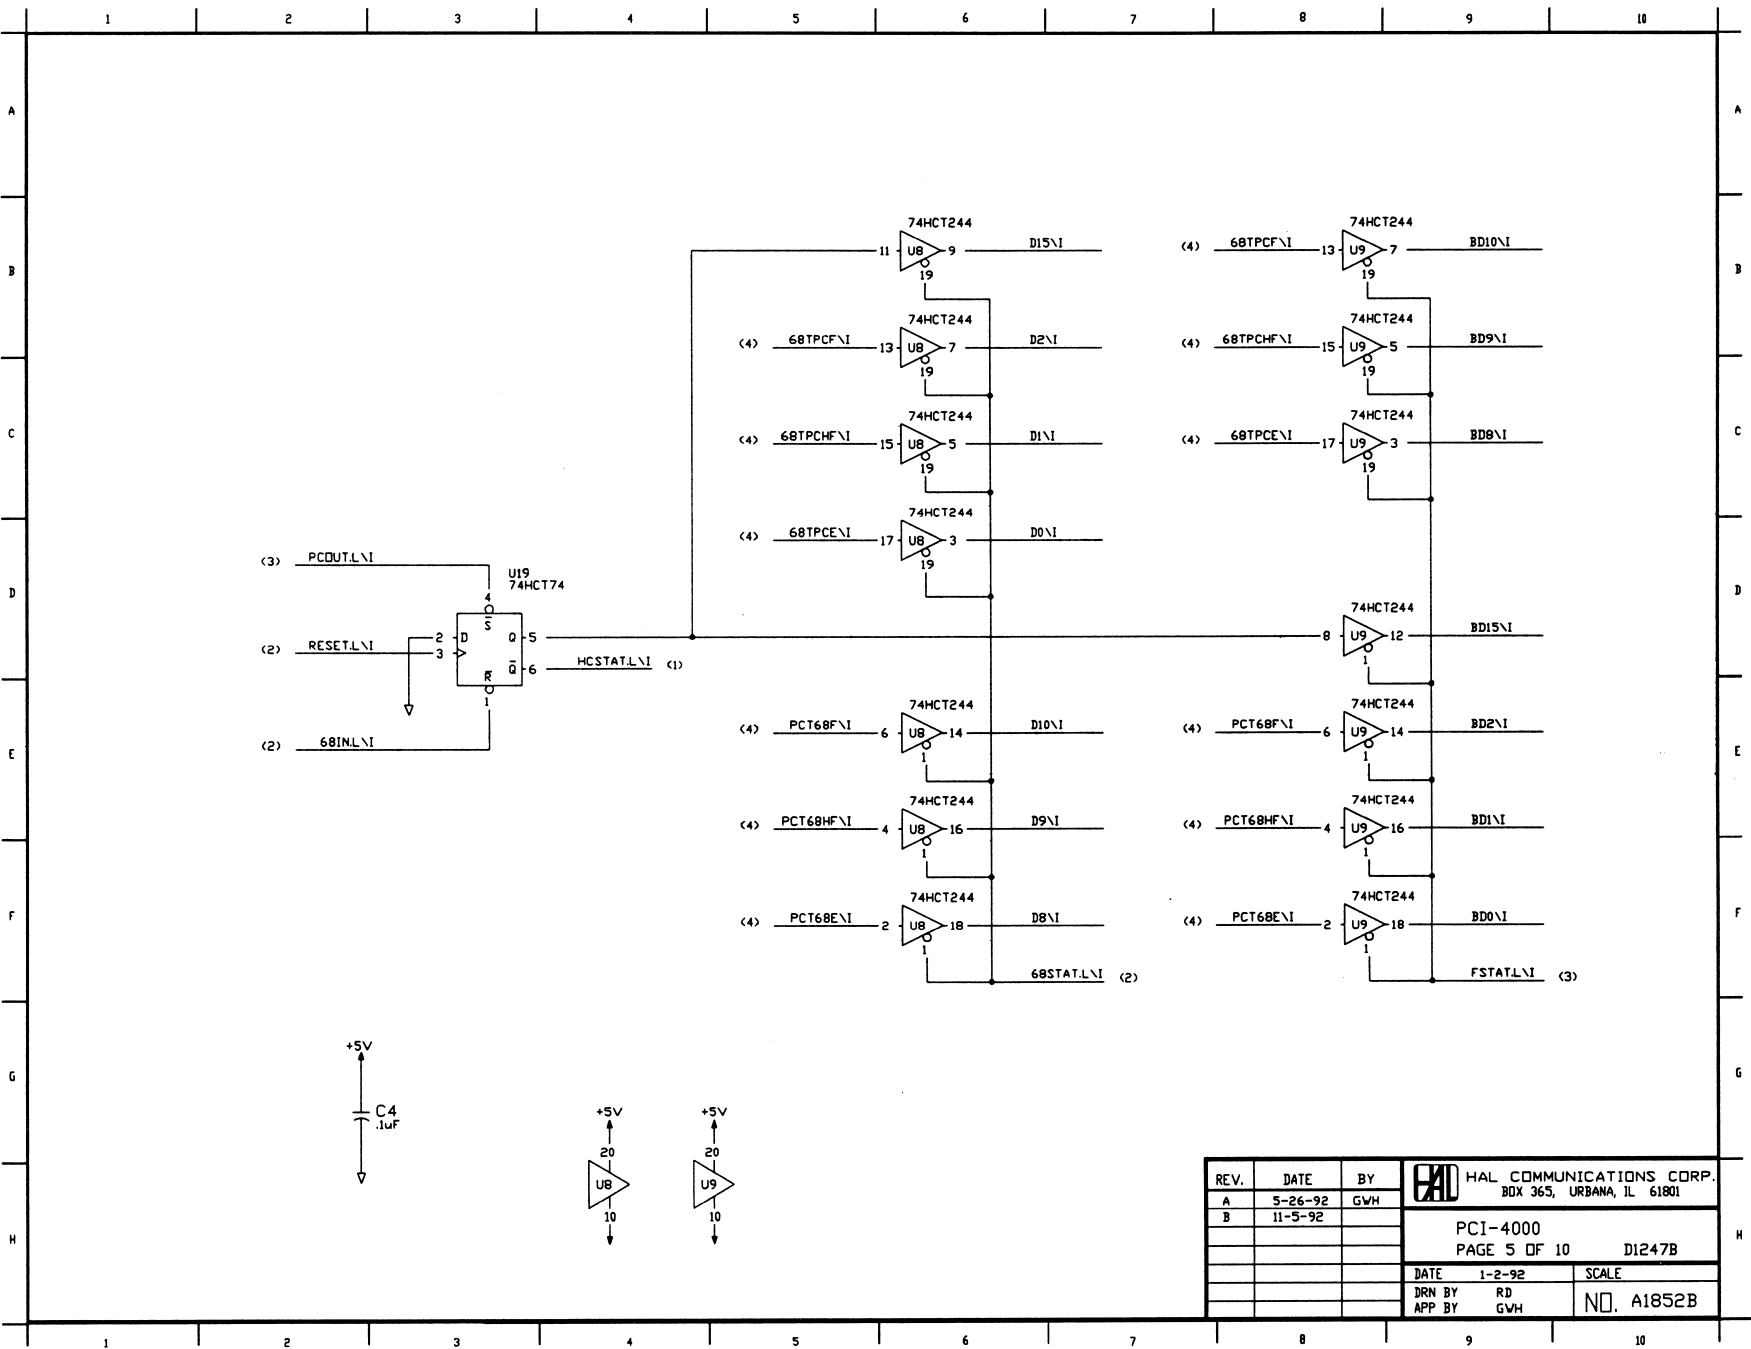 1 2 3 4 5 6 7 8 9 10
A A
74HCT244 74HCT244
11 U8 9 D15\I (4) 68TPCF\I 13 U9 7 BD10\I
B B
19 19
74HCT244 74HCT244
(4) 68TPCF\I 13 U8 7 D2\I (4) 68TPCHF\I 15 U9 5 BD9\I
19 19
74HCT244 74HCT244
C C
(4) 68TPCHF\I 15 U8 5 D1\I (4) 68TPCE\I 17 U9 3 BD8\I
19 19
74HCT244
(4) 68TPCE\I 17 U8 3 D0\I
19
(3) PCOUT.L\I
U19
74HCT74
D D
4
74HCT244
S
2 D Q 5 8 U9 12 BD15\I
(2) RESET.L\I 3
1
R Q 6 HCSTAT.L\I (1)
1
74HCT244 74HCT244
(4) PCT68F\I 6 U8 14 D10\I (4) PCT68F\I 6 U9 14 BD2\I
(2) 68IN.L\I
E E
1 1
74HCT244 74HCT244
(4) PCT68HF\I 4 U8 16 D9\I (4) PCT68HF\I 4 U9 16 BD1\I
1 1
74HCT244 74HCT244
F F
(4) PCT68E\I 2 U8 18 D8\I (4) PCT68E\I 2 U9 18 BD0\I
1 1
68STAT.L\I (2) FSTAT.L\I (3)
+5V
G G
C4
.1uF
+5V +5V
20 20
U8 U9
10 10
H H
REV. DATE BY
A 5-26-92 GWH
B 11-5-92
HAL HAL COMMUNICATIONS CORP.
BOX 365, URBANA, IL 61801
PCI-4000
PAGE 5 OF 10 D1247B
DATE 1-2-92 SCALE
DRN BY RD
APP BY GWH
NO. A1852B
1 2 3 4 5 6 7 8 9 10